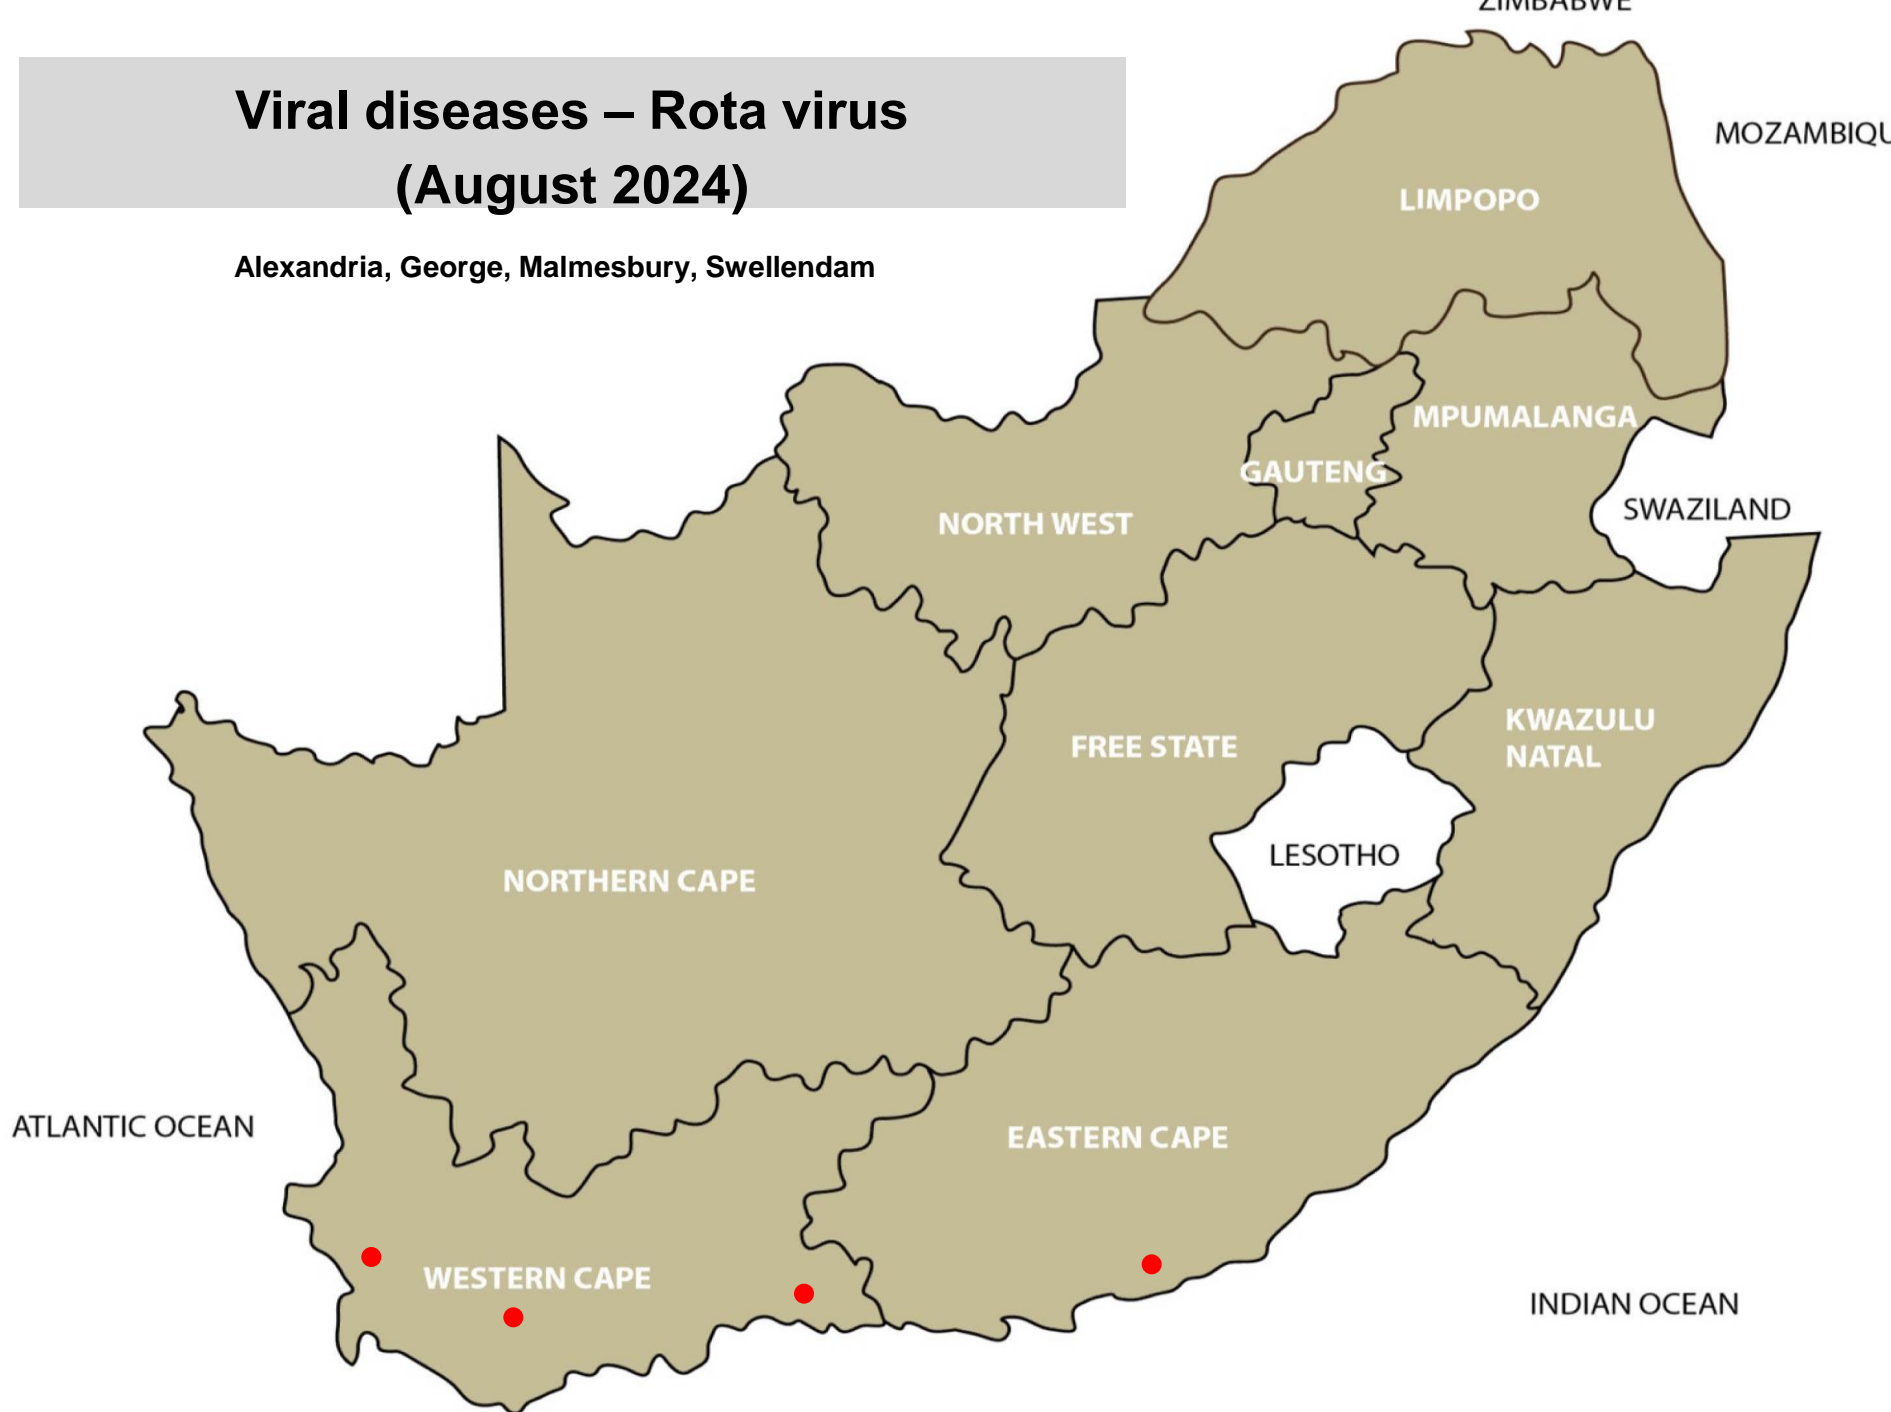 ZIMBABWE
Viral diseases – Rota virus
(August 2024)
MOZAMBIQU
LIMPOPO
Alexandria, George, Malmesbury, Swellendam
MPUMALANGA
GAUTENG
SWAZILAND
NORTH WEST
KWAZULU
NATAL
FREE STATE
LESOTHO
NORTHERN CAPE
ATLANTIC OCEAN
EASTERN CAPE
WESTERN CAPE
INDIAN OCEAN